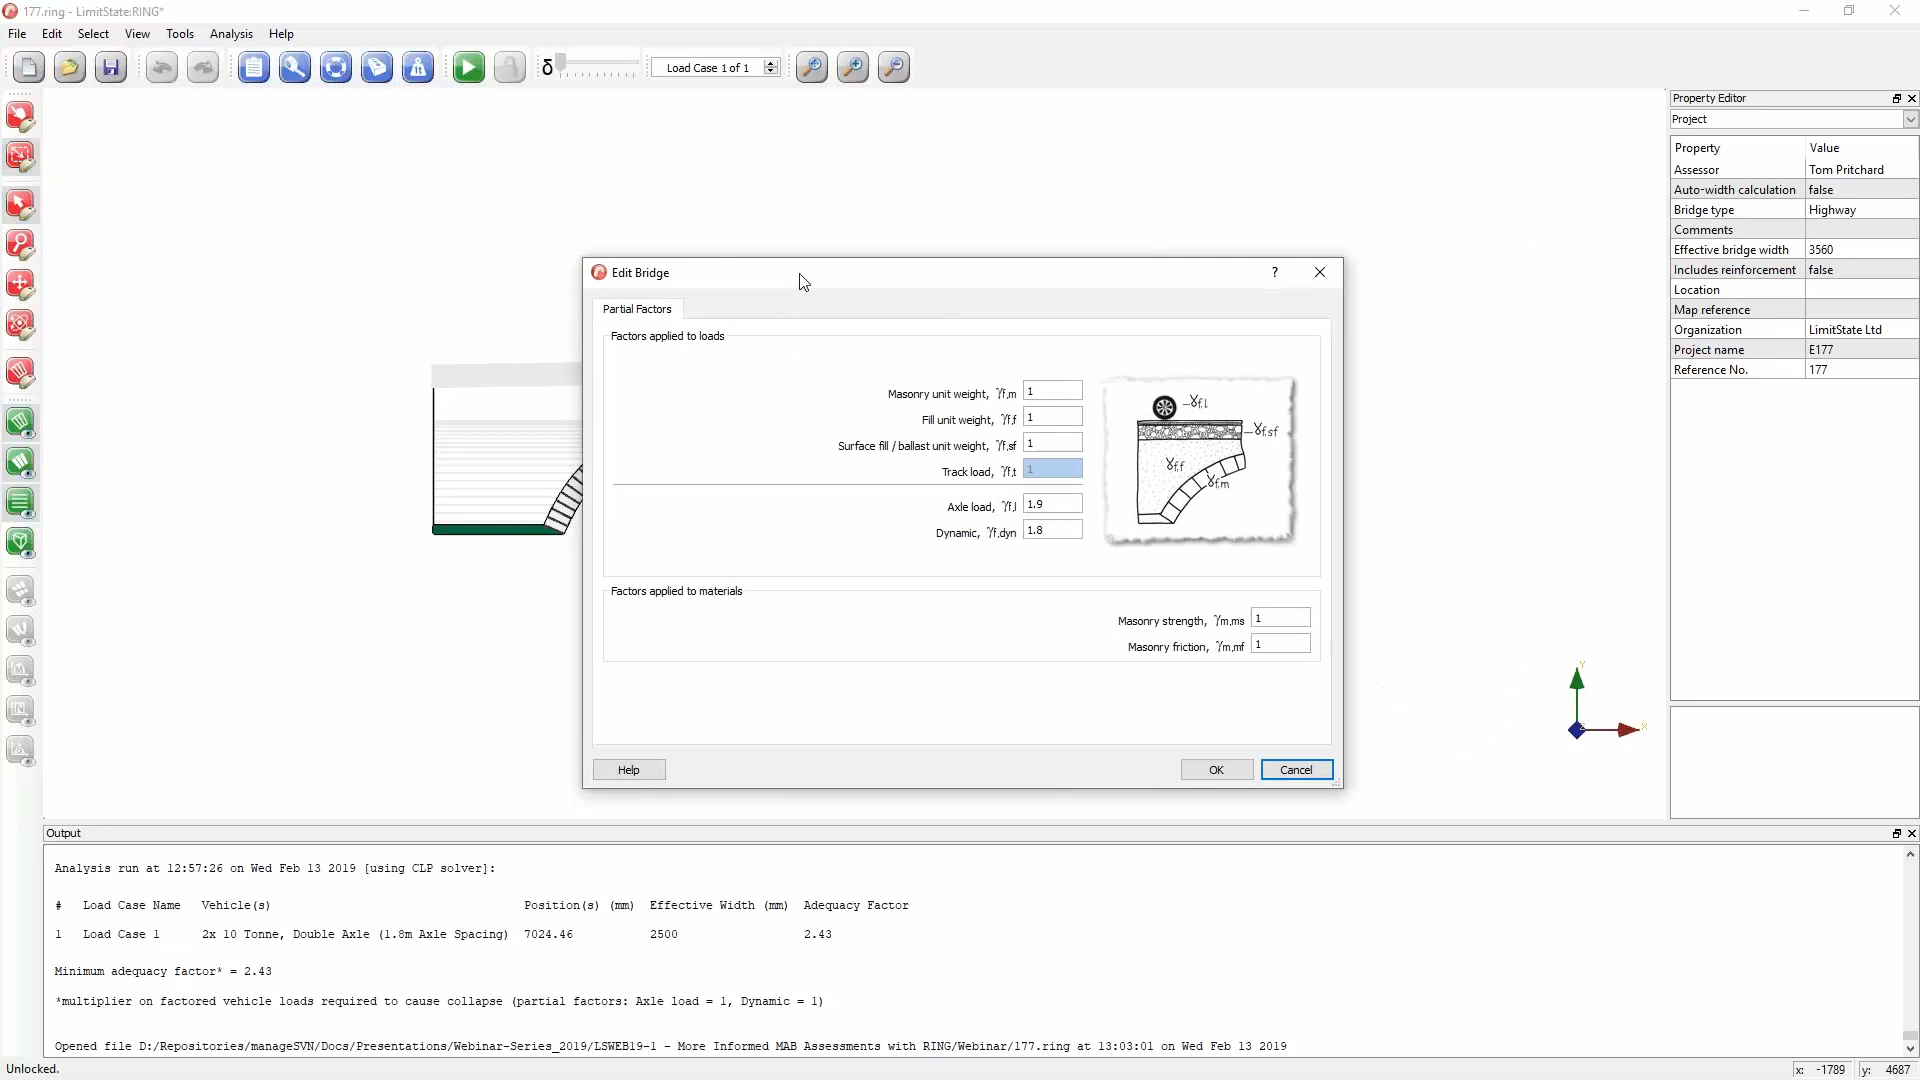 177.ring - LimitState:RING*
File Edit Select View Tools Analysis Help
δ Load Case 1 of 1
Property Editor
Project
Property Value
Assessor Tom Pritchard
Auto-width calculation false
Bridge type Highway
Comments
Effective bridge width 3560
Includes reinforcement false
Location
Map reference
Organization LimitState Ltd
Project name E177
Reference No. 177
Edit Bridge
Partial Factors
Factors applied to loads
Masonry unit weight, γf,m 1
Fill unit weight, γf,f 1
Surface fill / ballast unit weight, γf,sf 1
Track load, γf,t 1
Axle load, γf,l 1.9
Dynamic, γf,dyn 1.8
γf,l
γf,sf
γf,f
γf,m
Factors applied to materials
Masonry strength, γm,ms 1
Masonry friction, γm,mf 1
Help OK Cancel
Y
X
Output
Analysis run at 12:57:26 on Wed Feb 13 2019 [using CLP solver]:
# Load Case Name Vehicle(s) Position(s) (mm) Effective Width (mm) Adequacy Factor
1 Load Case 1 2x 10 Tonne, Double Axle (1.8m Axle Spacing) 7024.46 2500 2.43
Minimum adequacy factor* = 2.43
*multiplier on factored vehicle loads required to cause collapse (partial factors: Axle load = 1, Dynamic = 1)
Opened file D:/Repositories/manageSVN/Docs/Presentations/Webinar-Series_2019/LSWEB19-1 - More Informed MAB Assessments with RING/Webinar/177.ring at 13:03:01 on Wed Feb 13 2019
Unlocked.
x: -1789 y: 4687